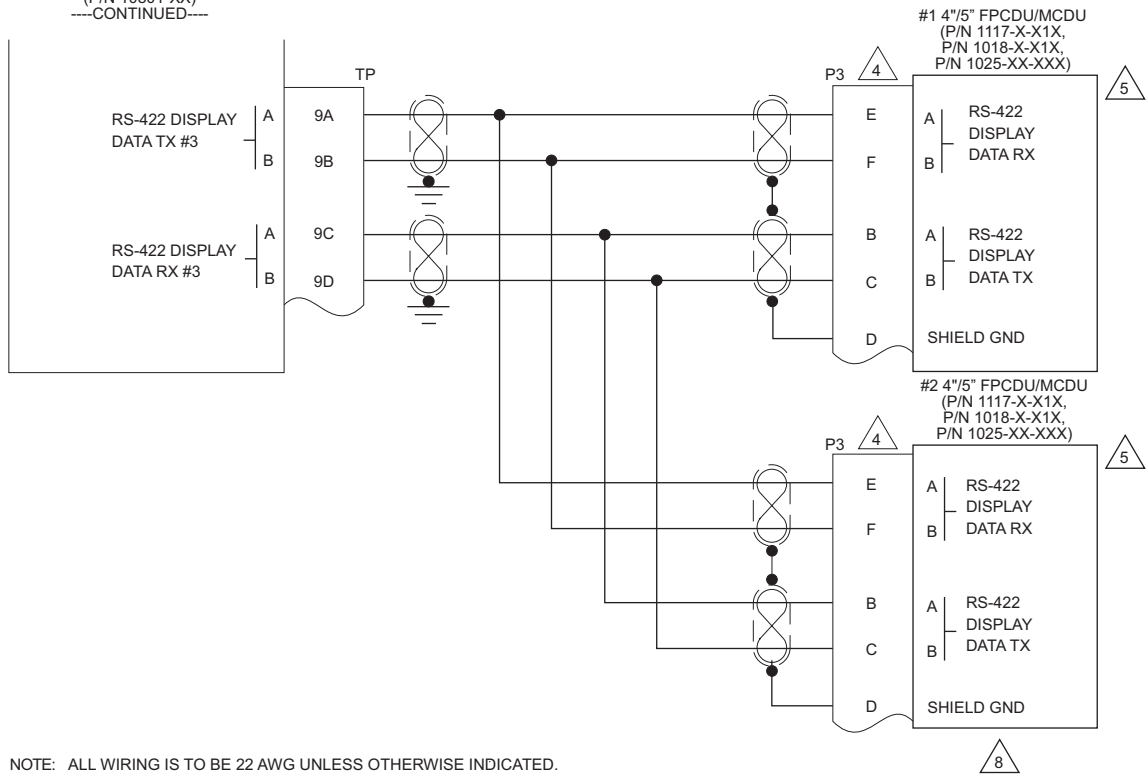 ----CONTINUED----
TP
RS-422 DISPLAY
DATA TX #3
A
B
9A
9B
RS-422 DISPLAY
DATA RX #3
A
B
9C
9D
#1 4"/5” FPCDU/MCDU
(P/N 1117-X-X1X,
P/N 1018-X-X1X,
P/N 1025-XX-XXX)
P3
4
5
E
F
A
B
RS-422
DISPLAY
DATA RX
B
C
A
B
RS-422
DISPLAY
DATA TX
D
SHIELD GND
#2 4"/5” FPCDU/MCDU
(P/N 1117-X-X1X,
P/N 1018-X-X1X,
P/N 1025-XX-XXX)
P3
4
5
E
F
A
B
RS-422
DISPLAY
DATA RX
B
C
A
B
RS-422
DISPLAY
DATA TX
D
SHIELD GND
8
NOTE: ALL WIRING IS TO BE 22 AWG UNLESS OTHERWISE INDICATED.